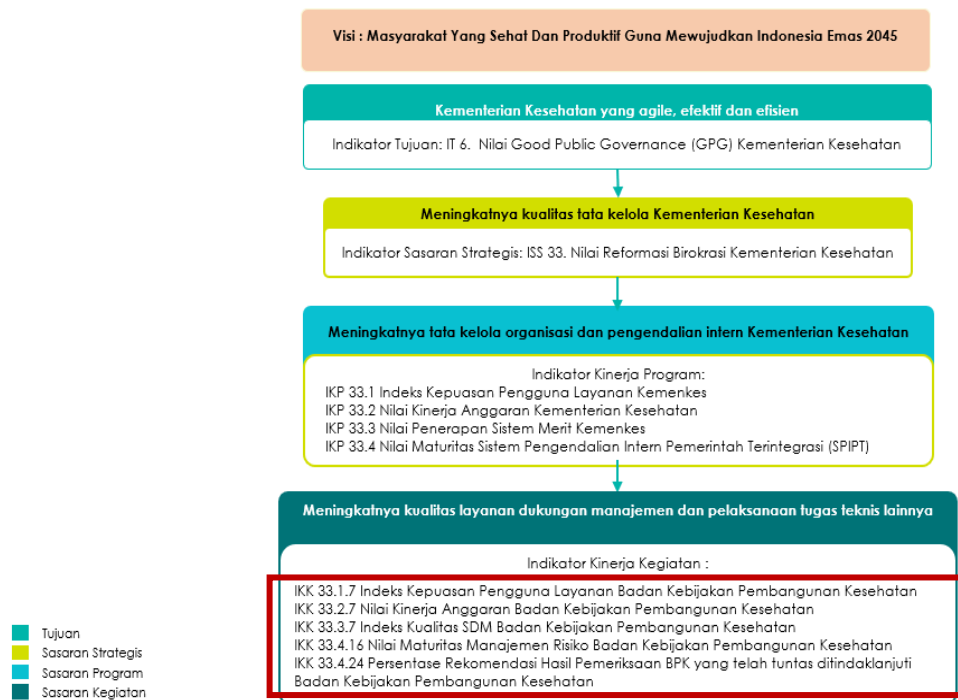 Visi : Masyarakat Yang Sehat Dan Produktif Guna Mewujudkan Indonesia Emas 2045
Kementerian Kesehatan yang agile, efektif dan efisien
Indikator Tujuan: IT 6. Nilai Good Public Governance (GPG) Kementerian Kesehatan
Meningkatnya kualitas tata kelola Kementerian Kesehatan
Indikator Sasaran Strategis: ISS 33. Nilai Reformasi Birokrasi Kementerian Kesehatan
Meningkatnya tata kelola organisasi dan pengendalian intern Kementerian Kesehatan
Indikator Kinerja Program:
IKP 33.1 Indeks Kepuasan Pengguna Layanan Kemenkes
IKP 33.2 Nilai Kinerja Anggaran Kementerian Kesehatan
IKP 33.3 Nilai Penerapan Sistem Merit Kemenkes
IKP 33.4 Nilai Maturitas Sistem Pengendalian Intern Pemerintah Terintegrasi (SPIPT)
Meningkatnya kualitas layanan dukungan manajemen dan pelaksanaan tugas teknis lainnya
Indikator Kinerja Kegiatan :
IKK 33.1.7 Indeks Kepuasan Pengguna Layanan Badan Kebijakan Pembangunan Kesehatan
IKK 33.2.7 Nilai Kinerja Anggaran Badan Kebijakan Pembangunan Kesehatan
IKK 33.3.7 Indeks Kualitas SDM Badan Kebijakan Pembangunan Kesehatan
IKK 33.4.16 Nilai Maturitas Manajemen Risiko Badan Kebijakan Pembangunan Kesehatan
IKK 33.4.24 Persentase Rekomendasi Hasil Pemeriksaan BPK yang telah tuntas ditindaklanjuti
Badan Kebijakan Pembangunan Kesehatan
Tujuan
Sasaran Strategis
Sasaran Program
Sasaran Kegiatan